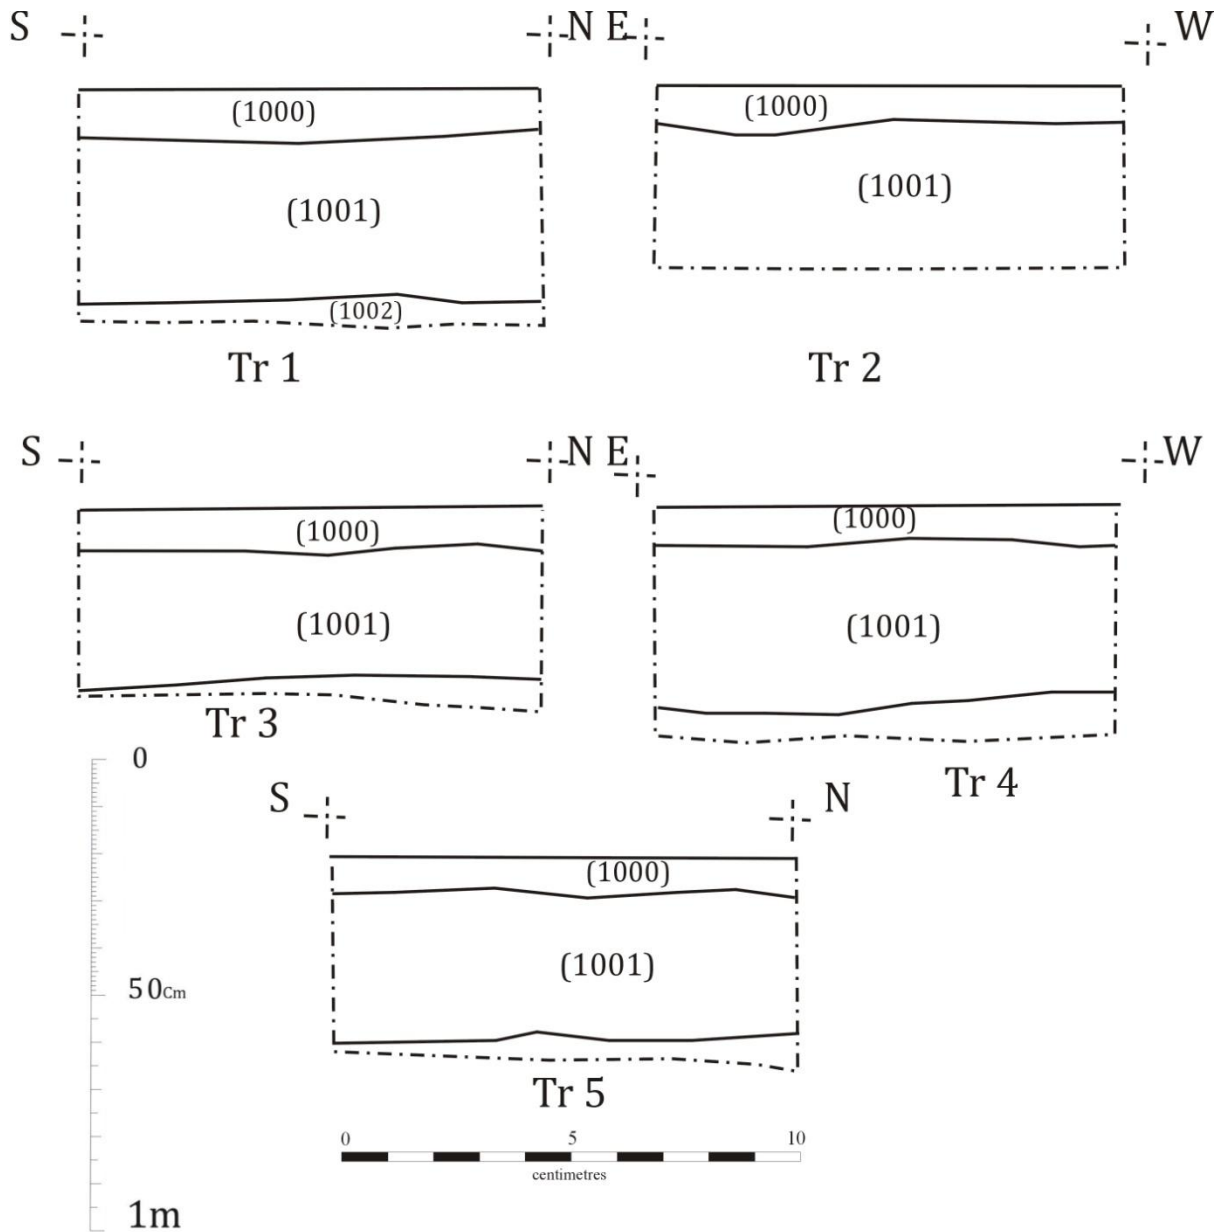 S N E W
(1000) (1000)
(1001) (1001)
(1002)
Tr 1 Tr 2
S N E W
(1000) (1000)
(1001) (1001)
Tr 3
0
Tr 4
S N
(1000)
(1001)
50Cm
Tr 5
0 5 10
centimetres
1m